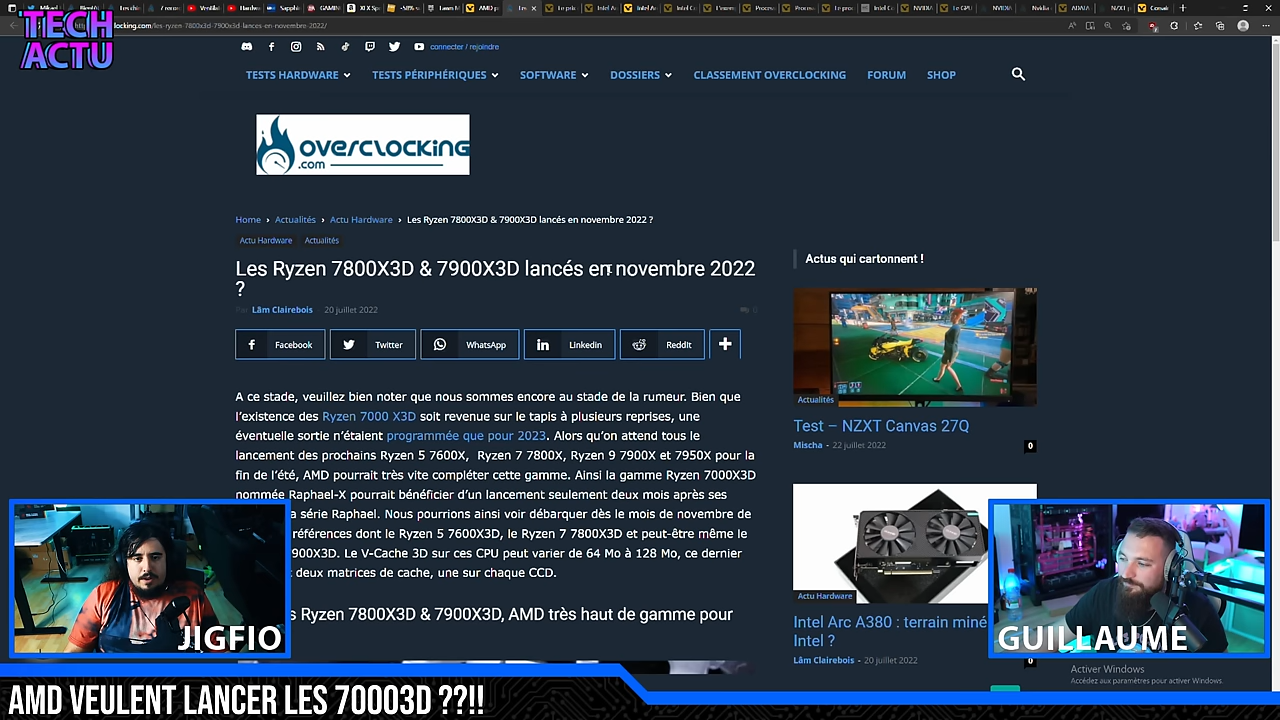 TECH
ACTU
locking.com/les-ryzen-7800x3d-7900x3d-lances-en-novembre-2022/
connecter / rejoindre
TESTS HARDWARE
TESTS PÉRIPHÉRIQUES
SOFTWARE
DOSSIERS
CLASSEMENT OVERCLOCKING
FORUM
SHOP
OVERCLOCKING
.com
Home › Actualités › Actu Hardware › Les Ryzen 7800X3D & 7900X3D lancés en novembre 2022 ?
Actu Hardware Actualités
Les Ryzen 7800X3D & 7900X3D lancés en novembre 2022
?
Par Lâm Clairebois 20 juillet 2022 0
Facebook
Twitter
WhatsApp
Linkedin
ReddIt
A ce stade, veuillez bien noter que nous sommes encore au stade de la rumeur. Bien que
l'existence des Ryzen 7000 X3D soit revenue sur le tapis à plusieurs reprises, une
éventuelle sortie n'étaient programmée que pour 2023. Alors qu'on attend tous le
lancement des prochains Ryzen 5 7600X, Ryzen 7 7800X, Ryzen 9 7900X et 7950X pour la
fin de l'été, AMD pourrait très vite compléter cette gamme. Ainsi la gamme Ryzen 7000X3D
nommée Raphael-X pourrait bénéficier d'un lancement seulement deux mois après ses
la série Raphael. Nous pourrions ainsi voir débarquer dès le mois de novembre de
références dont le Ryzen 5 7600X3D, le Ryzen 7 7800X3D et peut-être même le
900X3D. Le V-Cache 3D sur ces CPU peut varier de 64 Mo à 128 Mo, ce dernier
deux matrices de cache, une sur chaque CCD.
s Ryzen 7800X3D & 7900X3D, AMD très haut de gamme pour
Actus qui cartonnent !
Actualités
Test – NZXT Canvas 27Q
Mischa - 22 juillet 2022 0
Actu Hardware
Intel Arc A380 : terrain miné
Intel ?
Lâm Clairebois - 20 juillet 2022 0
JIGFIO
GUILLAUME
Activer Windows
Accédez aux paramètres pour activer Windows.
AMD VEULENT LANCER LES 70003D ??!!